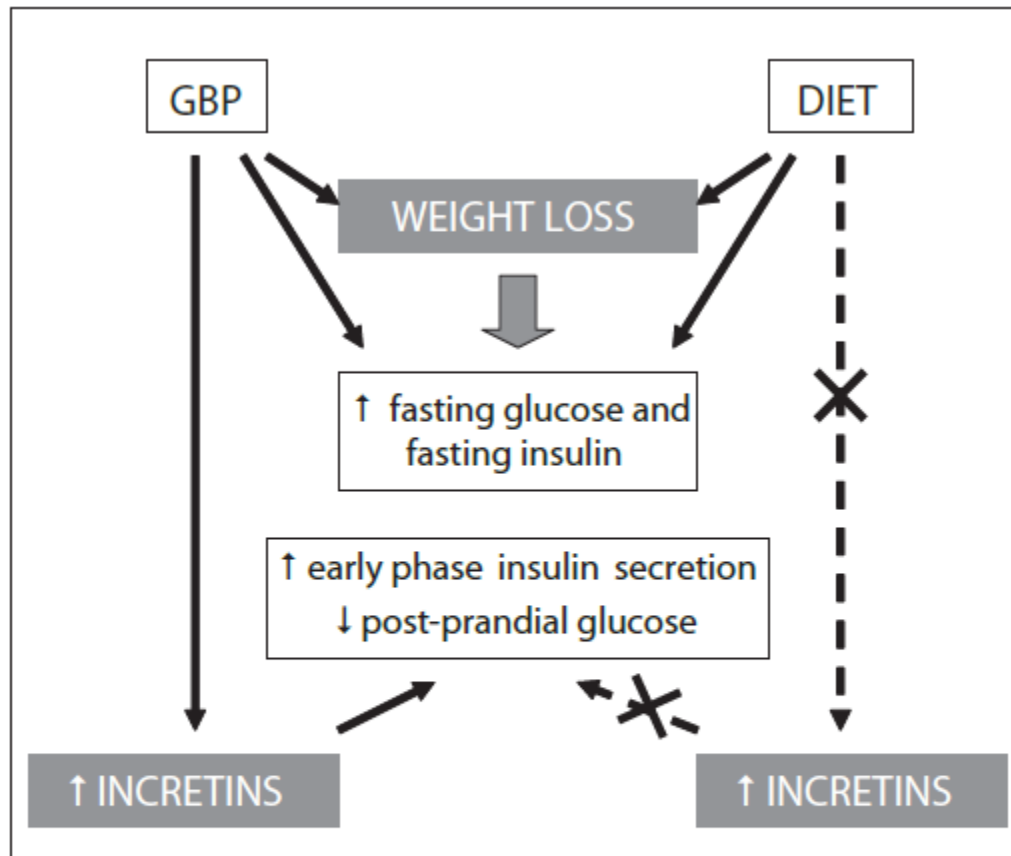 GBP
DIET
WEIGHT LOSS
↑ fasting glucose and
fasting insulin
↑ early phase insulin secretion
↓ post-prandial glucose
↑ INCRETINS
↑ INCRETINS